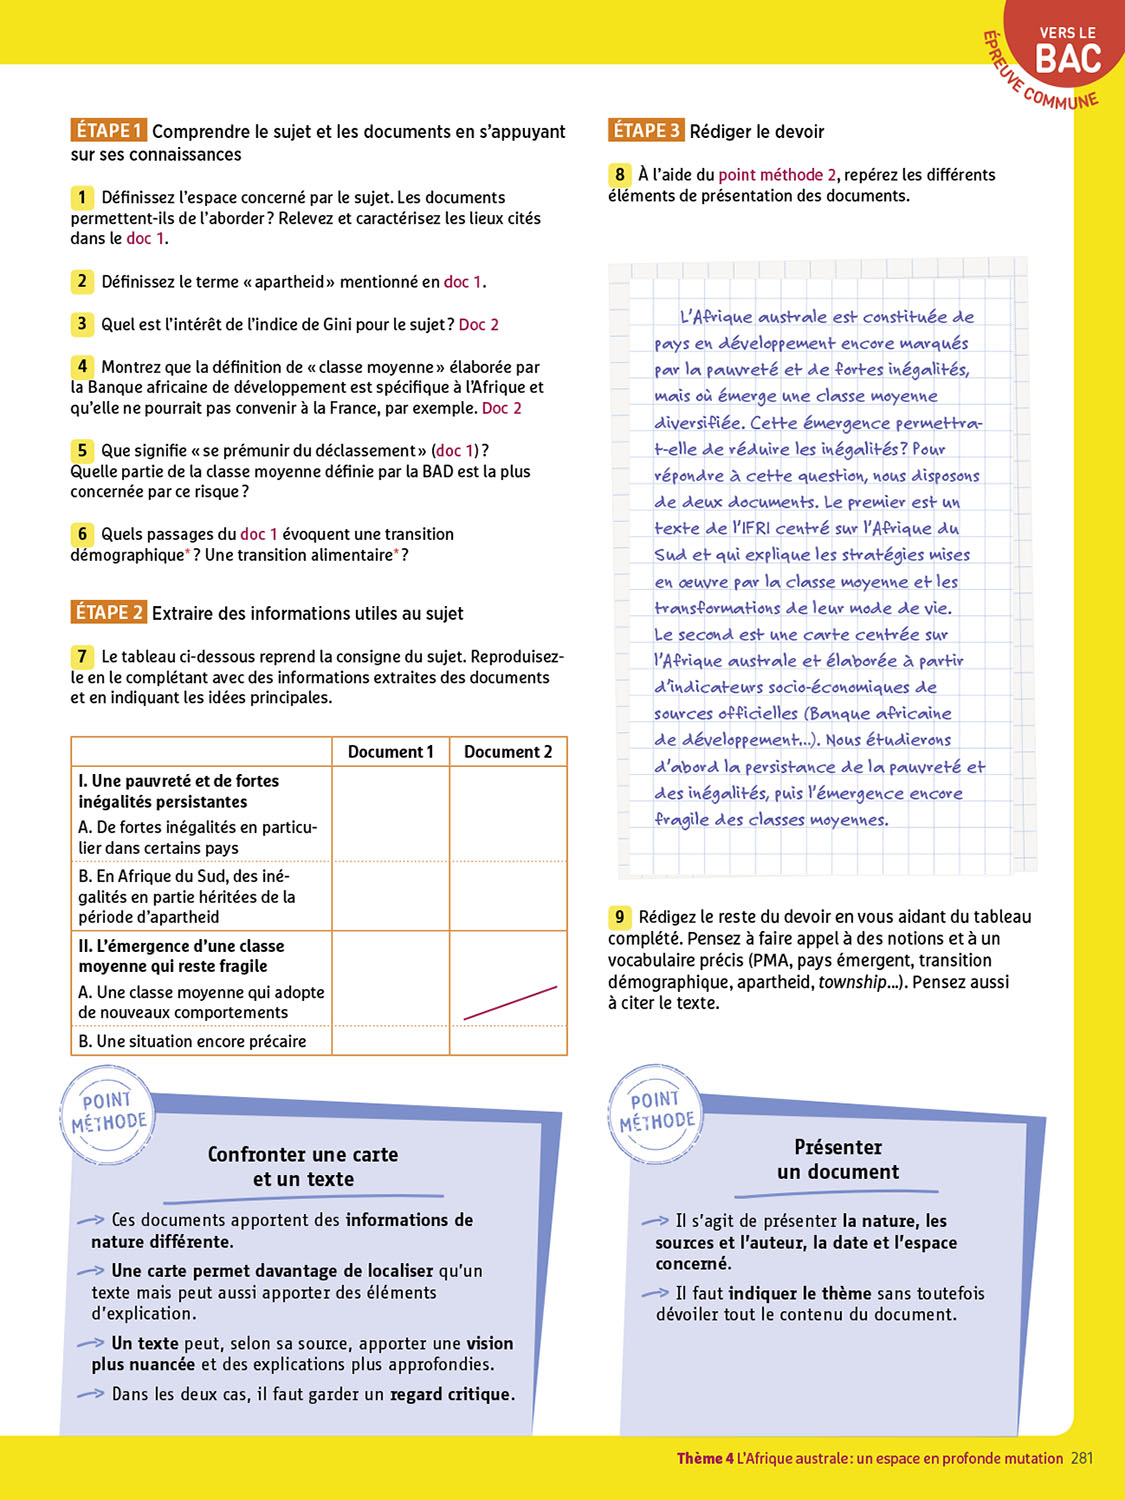 VERS LE
BAC
ÉPREUVE COMMUNE
ÉTAPE 1 Comprendre le sujet et les documents en s’appuyant
sur ses connaissances
1 Définissez l’espace concerné par le sujet. Les documents
permettent-ils de l’aborder ? Relevez et caractérisez les lieux cités
dans le doc 1.
2 Définissez le terme « apartheid » mentionné en doc 1.
3 Quel est l’intérêt de l’indice de Gini pour le sujet ? Doc 2
4 Montrez que la définition de « classe moyenne » élaborée par
la Banque africaine de développement est spécifique à l’Afrique et
qu’elle ne pourrait pas convenir à la France, par exemple. Doc 2
5 Que signifie « se prémunir du déclassement » (doc 1) ?
Quelle partie de la classe moyenne définie par la BAD est la plus
concernée par ce risque ?
6 Quels passages du doc 1 évoquent une transition
démographique* ? Une transition alimentaire* ?
ÉTAPE 2 Extraire des informations utiles au sujet
7 Le tableau ci-dessous reprend la consigne du sujet. Reproduisez-
le en le complétant avec des informations extraites des documents
et en indiquant les idées principales.
Document 1 Document 2
I. Une pauvreté et de fortes
inégalités persistantes
A. De fortes inégalités en particu-
lier dans certains pays
B. En Afrique du Sud, des iné-
galités en partie héritées de la
période d’apartheid
II. L’émergence d’une classe
moyenne qui reste fragile
A. Une classe moyenne qui adopte
de nouveaux comportements
B. Une situation encore précaire
POINT
MÉTHODE
Confronter une carte
et un texte
Ces documents apportent des informations de
nature différente.
Une carte permet davantage de localiser qu’un
texte mais peut aussi apporter des éléments
d’explication.
Un texte peut, selon sa source, apporter une vision
plus nuancée et des explications plus approfondies.
Dans les deux cas, il faut garder un regard critique.
ÉTAPE 3 Rédiger le devoir
8 À l’aide du point méthode 2, repérez les différents
éléments de présentation des documents.
L’Afrique australe est constituée de
pays en développement encore marqués
par la pauvreté et de fortes inégalités,
mais où émerge une classe moyenne
diversifiée. Cette émergence permettra-
t-elle de réduire les inégalités ? Pour
répondre à cette question, nous disposons
de deux documents. Le premier est un
texte de l’IFRI centré sur l’Afrique du
Sud et qui explique les stratégies mises
en œuvre par la classe moyenne et les
transformations de leur mode de vie.
Le second est une carte centrée sur
l’Afrique australe et élaborée à partir
d’indicateurs socio-économiques de
sources officielles (Banque africaine
de développement…). Nous étudierons
d’abord la persistance de la pauvreté et
des inégalités, puis l’émergence encore
fragile des classes moyennes.
9 Rédigez le reste du devoir en vous aidant du tableau
complété. Pensez à faire appel à des notions et à un
vocabulaire précis (PMA, pays émergent, transition
démographique, apartheid, township…). Pensez aussi
à citer le texte.
POINT
MÉTHODE
Présenter
un document
Il s’agit de présenter la nature, les
sources et l’auteur, la date et l’espace
concerné.
Il faut indiquer le thème sans toutefois
dévoiler tout le contenu du document.
Thème 4 L’Afrique australe : un espace en profonde mutation 281